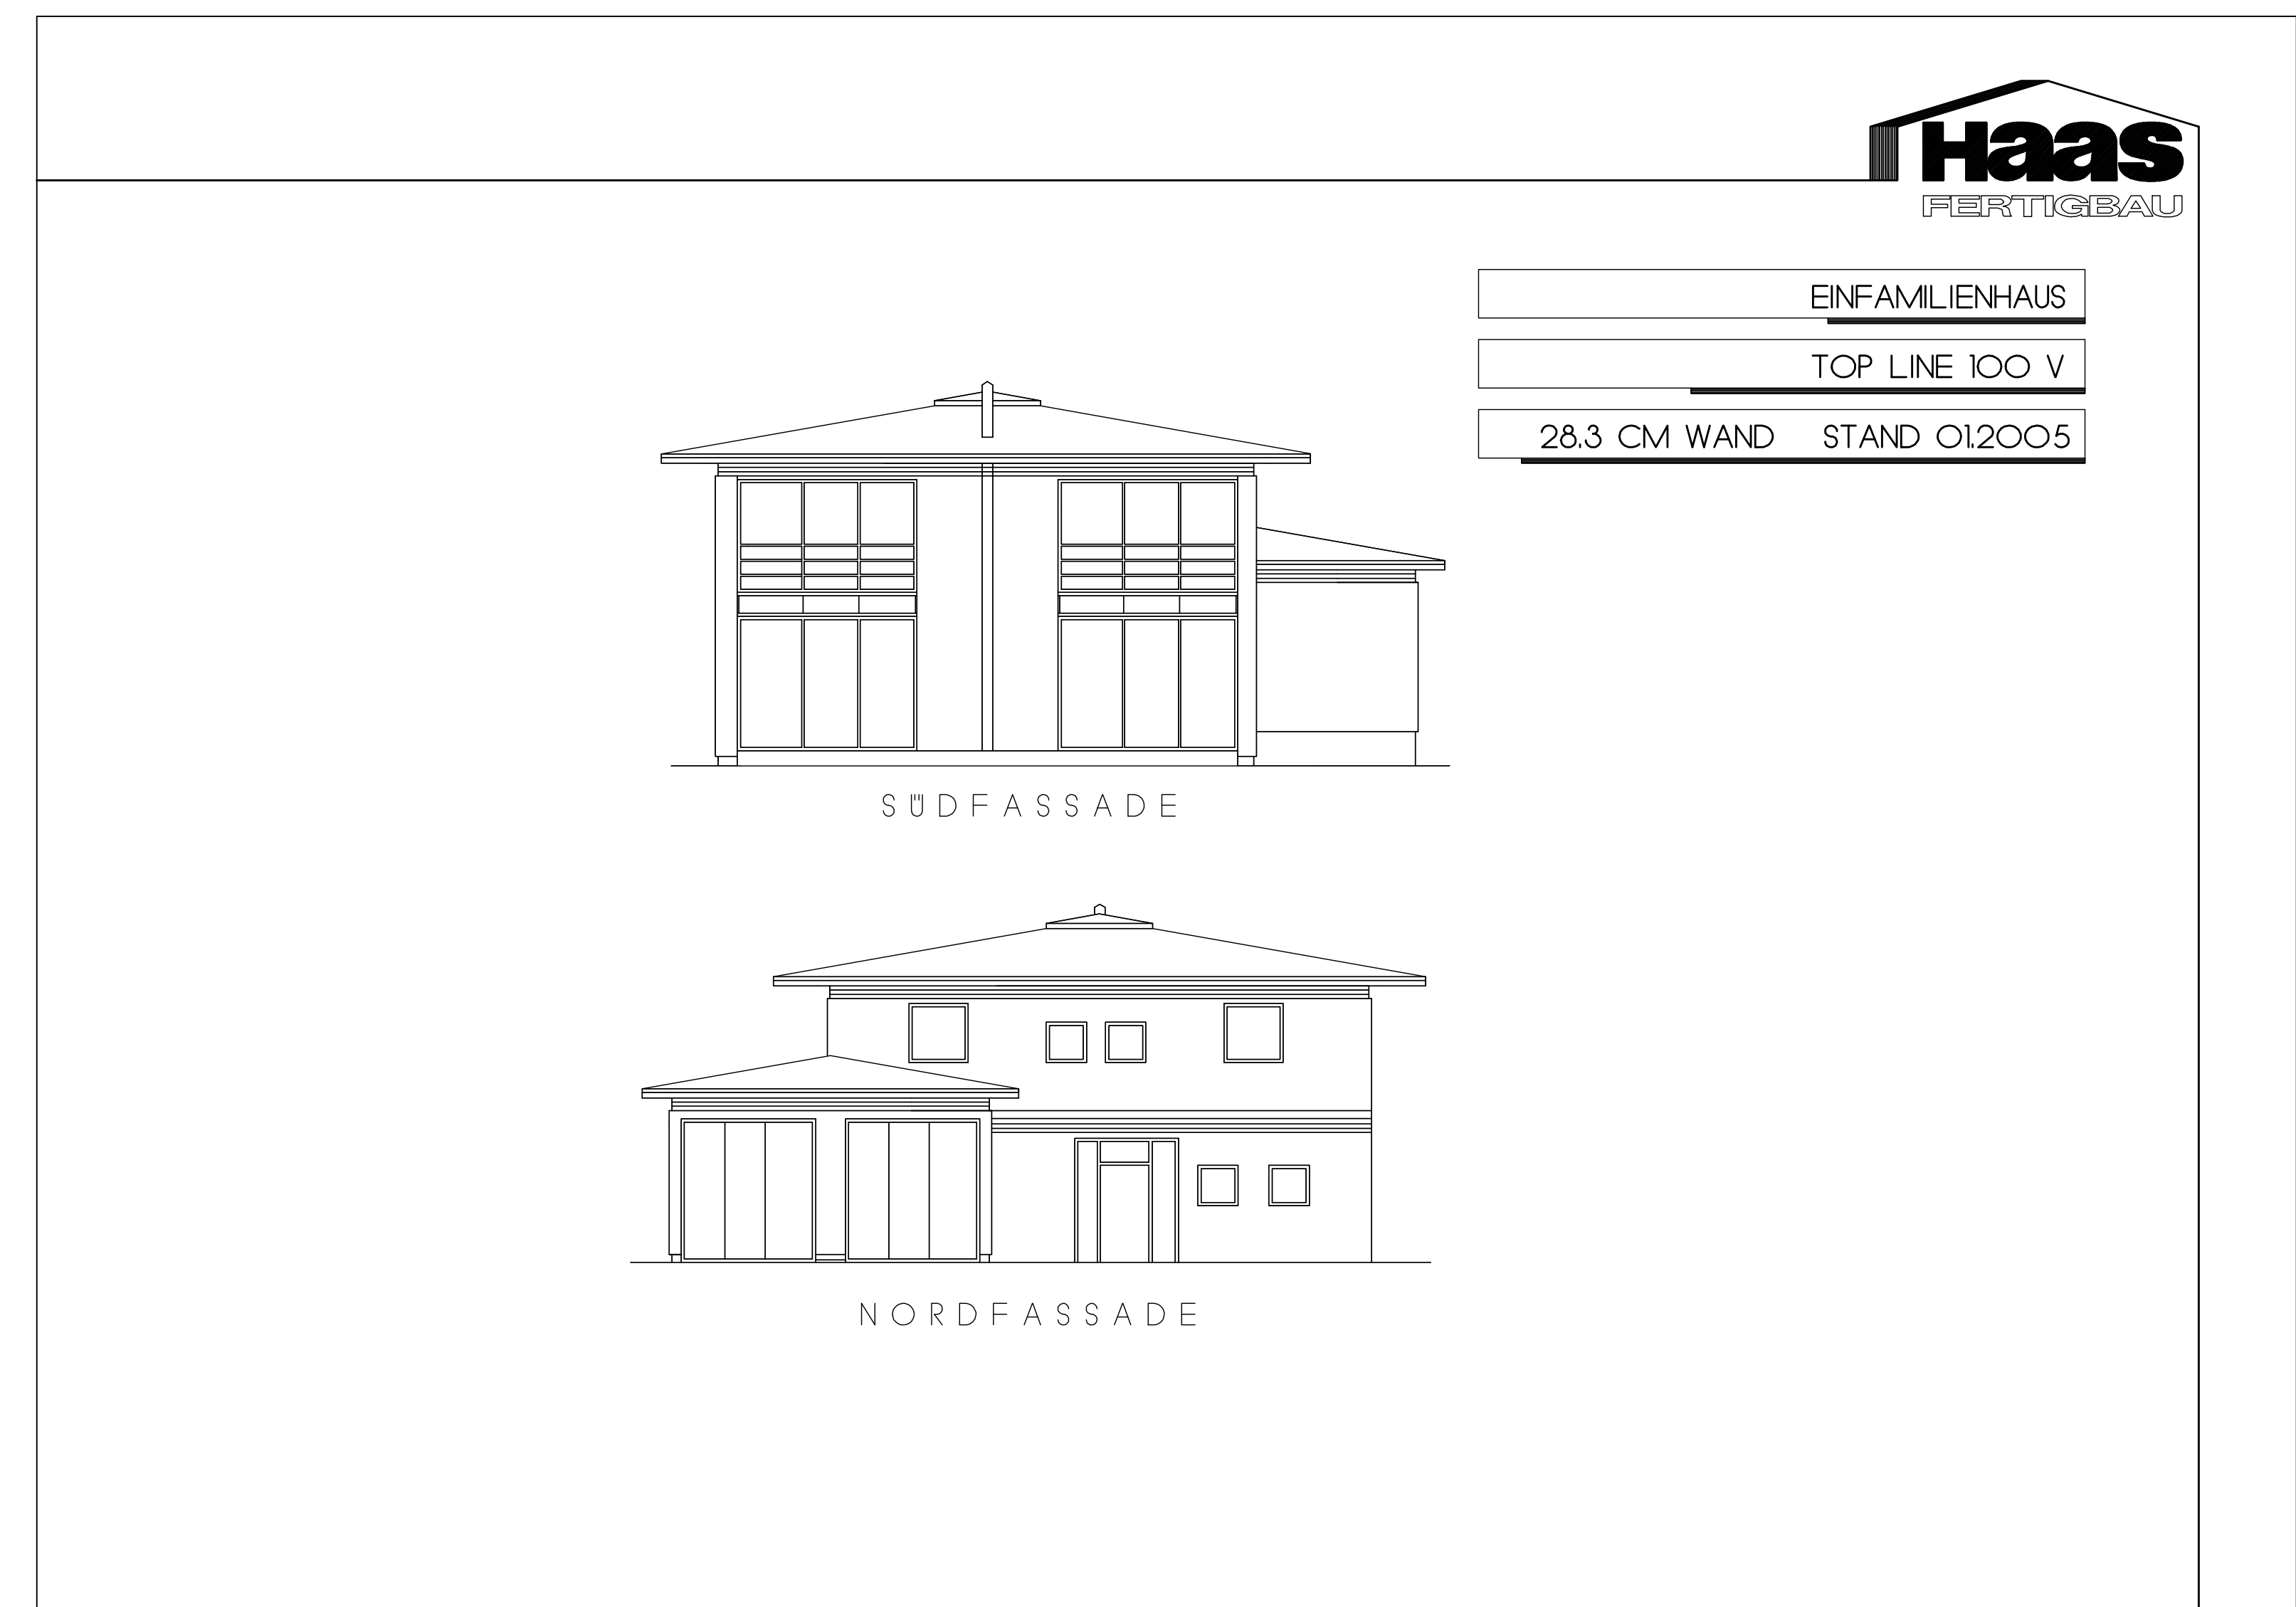 Haas
FERTIGBAU
EINFAMILIENHAUS
TOP LINE 100 V
28.3 CM WAND STAND 01.2005
SÜDFASSADE
NORDFASSADE